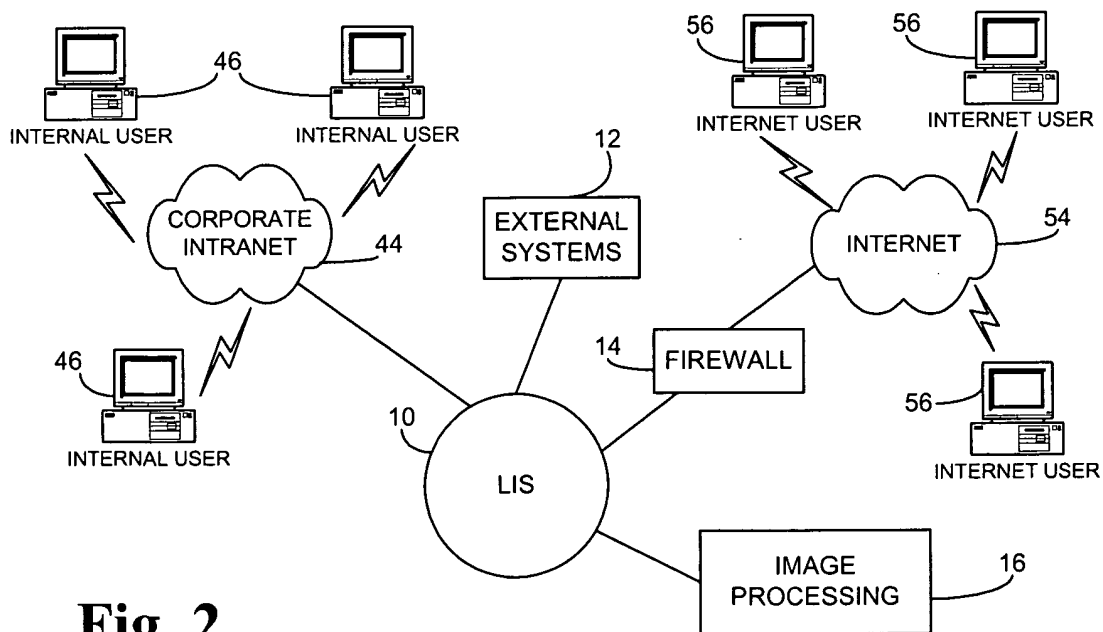 56
56
46
INTERNAL USER
INTERNAL USER
INTERNET USER
INTERNET USER
12
CORPORATE
INTRANET
44
EXTERNAL
SYSTEMS
INTERNET
54
14
FIREWALL
46
INTERNAL USER
10
LIS
56
INTERNET USER
IMAGE
PROCESSING
16
Fig. 2